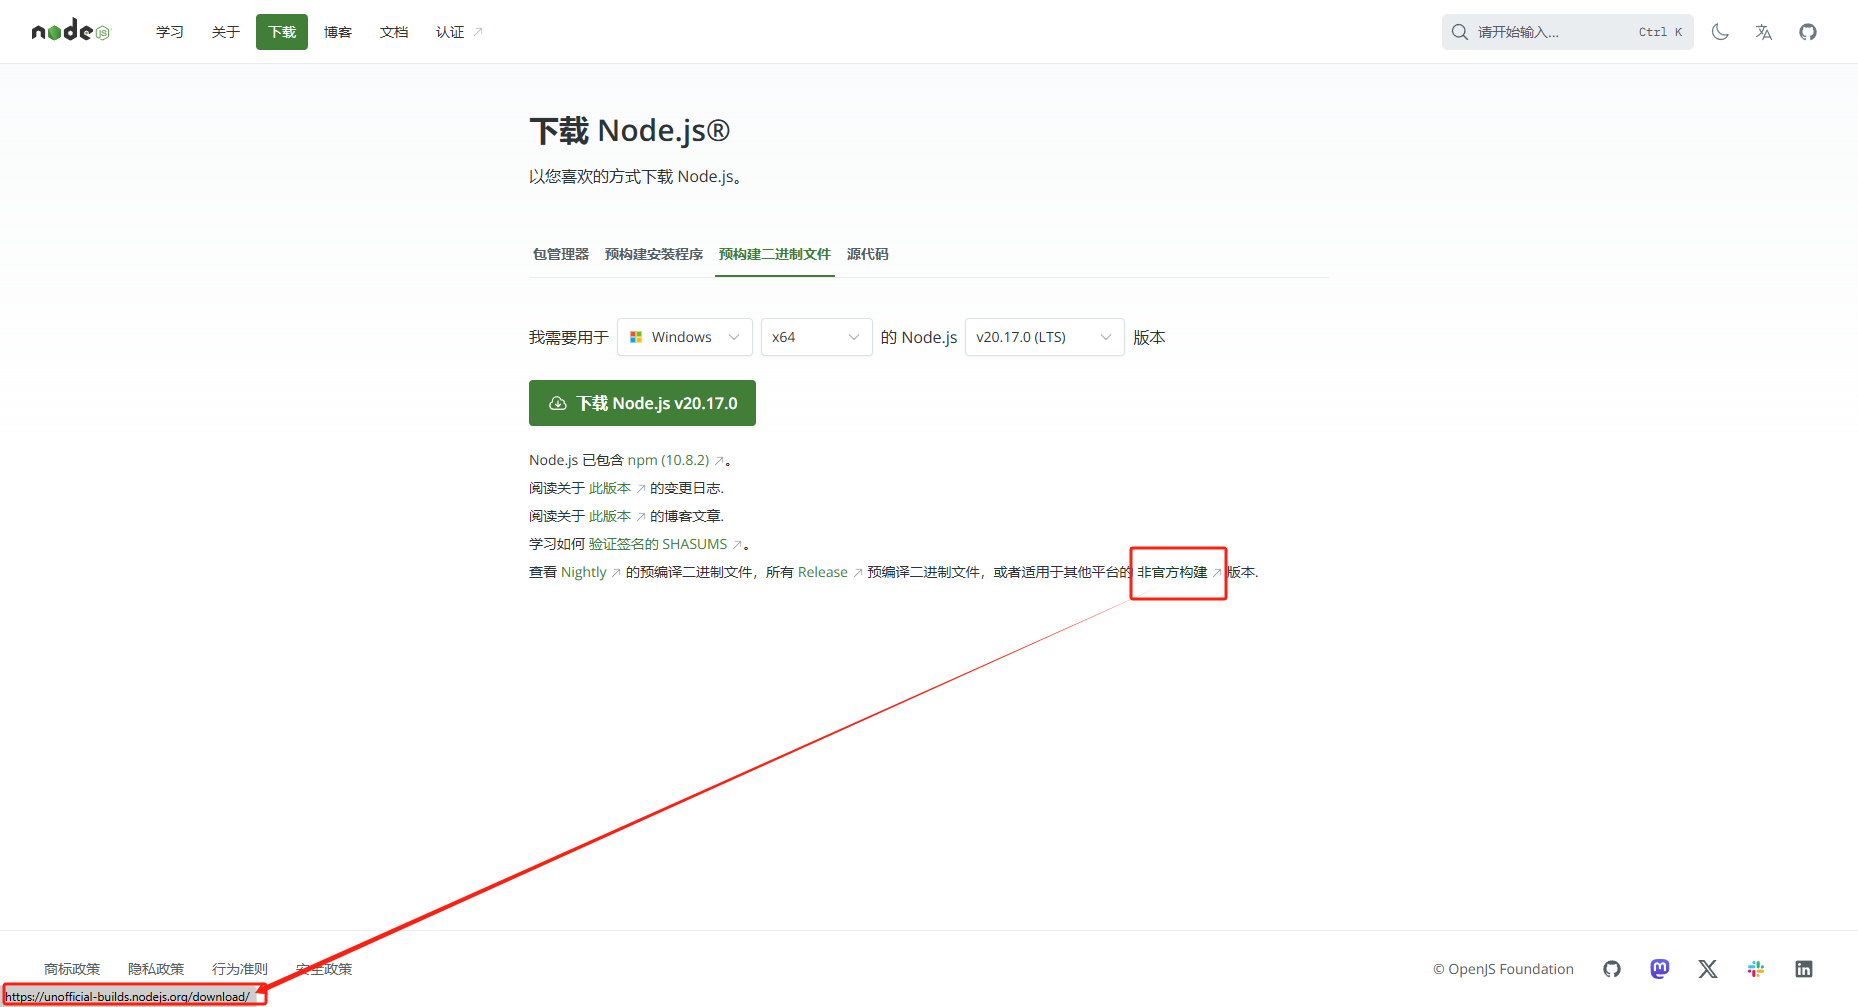 node JS 学习 关于 下载 博客 文档 认证 请开始输入... Ctrl K
下载 Node.js®
以您喜欢的方式下载 Node.js。
包管理器 预构建安装程序 预构建二进制文件 源代码
我需要用于 Windows x64 的 Node.js v20.17.0 (LTS) 版本
下载 Node.js v20.17.0
Node.js 已包含 npm (10.8.2) ↗。
阅读关于 此版本 ↗ 的变更日志.
阅读关于 此版本 ↗ 的博客文章.
学习如何 验证签名的 SHASUMS ↗。
查看 Nightly ↗ 的预编译二进制文件，所有 Release ↗ 预编译二进制文件，或者适用于其他平台的 非官方构建 ↗ 版本.
商标政策 隐私政策 行为准则 安全政策 © OpenJS Foundation
https://unofficial-builds.nodejs.org/download/